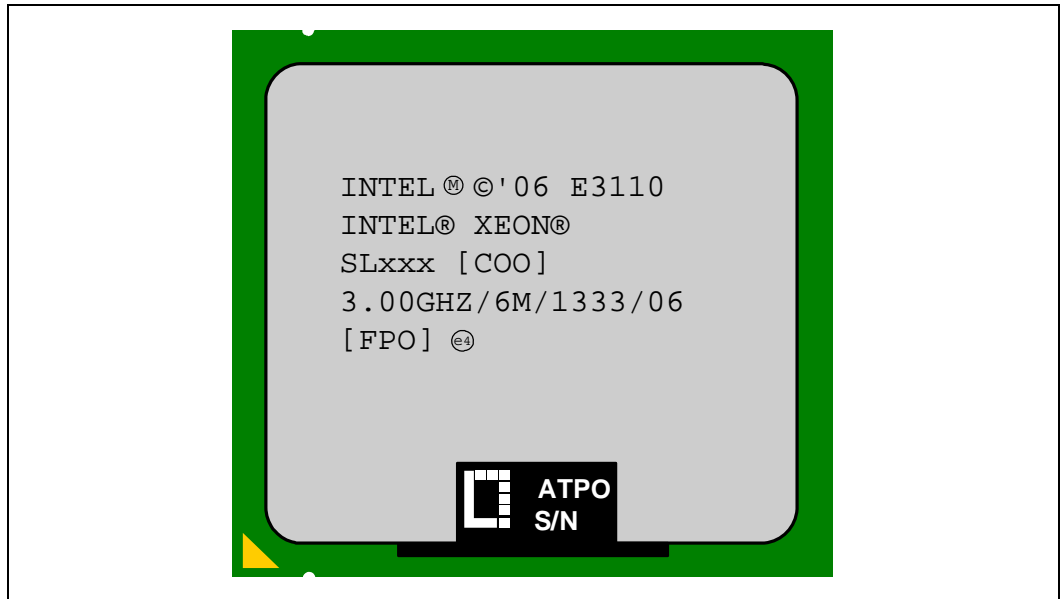 INTEL Ⓜ ©'06 E3110
INTEL® XEON®
SLxxx [COO]
3.00GHZ/6M/1333/06
[FPO] (e4)
ATPO
S/N